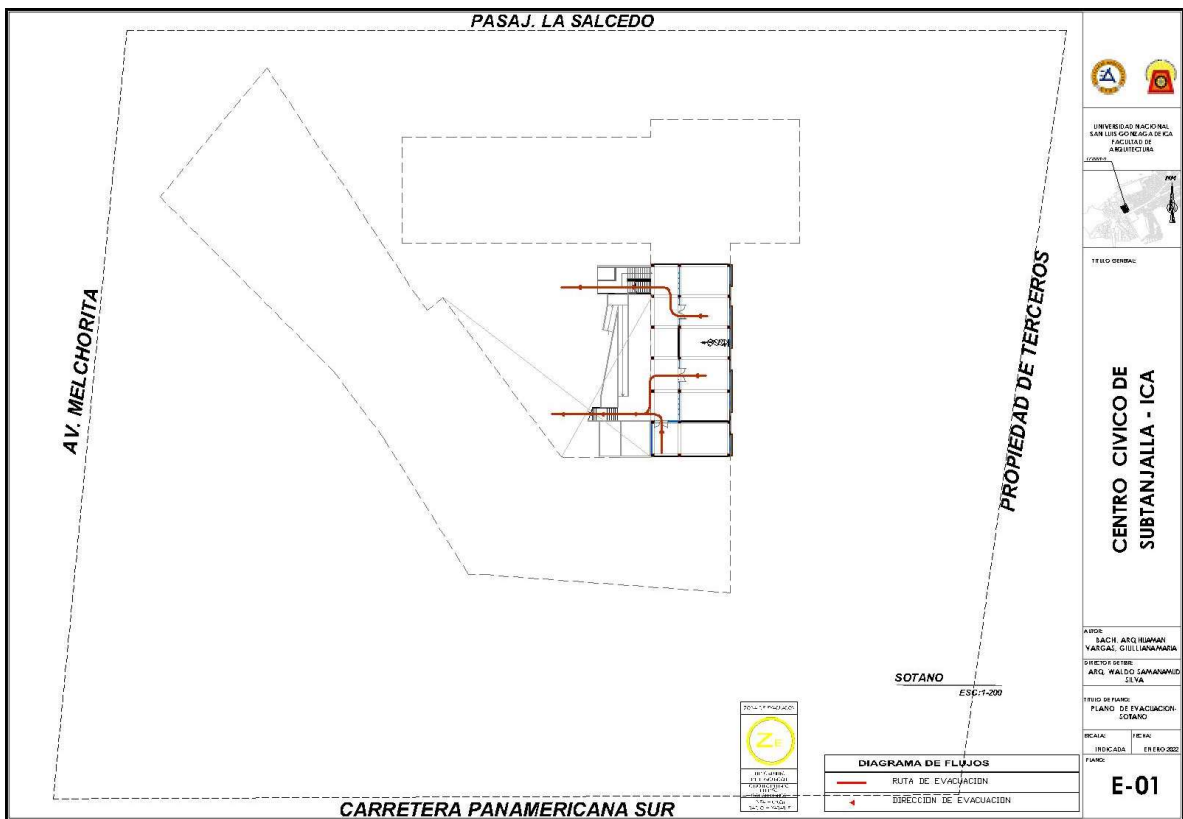 PASAJ. LA SALCEDO
AV. MELCHORITA
PROPIEDAD DE TERCEROS
CARRETERA PANAMERICANA SUR
SOTANO
ESC:1-200
DIAGRAMA DE FLUJOS
RUTA DE EVACUACION
DIRECCION DE EVACUACION
UNIVERSIDAD NACIONAL
SAN LUIS GONZAGA DE ICA
FACULTAD DE
ARQUITECTURA
TITULO GENERAL:
CENTRO CIVICO DE
SUBTANJALLA - ICA
AUTOR:
BACH. ARQ HUAMAN
VARGAS, GIULLIANAMARIA
ARQ. WALDO SAMANAMUD
SILVA
TITULO DE PLANO:
PLANO DE EVACUACION-
SOTANO
ESCALA:
FECHA:
INDICADA
ENERO 2022
PLANO:
E-01